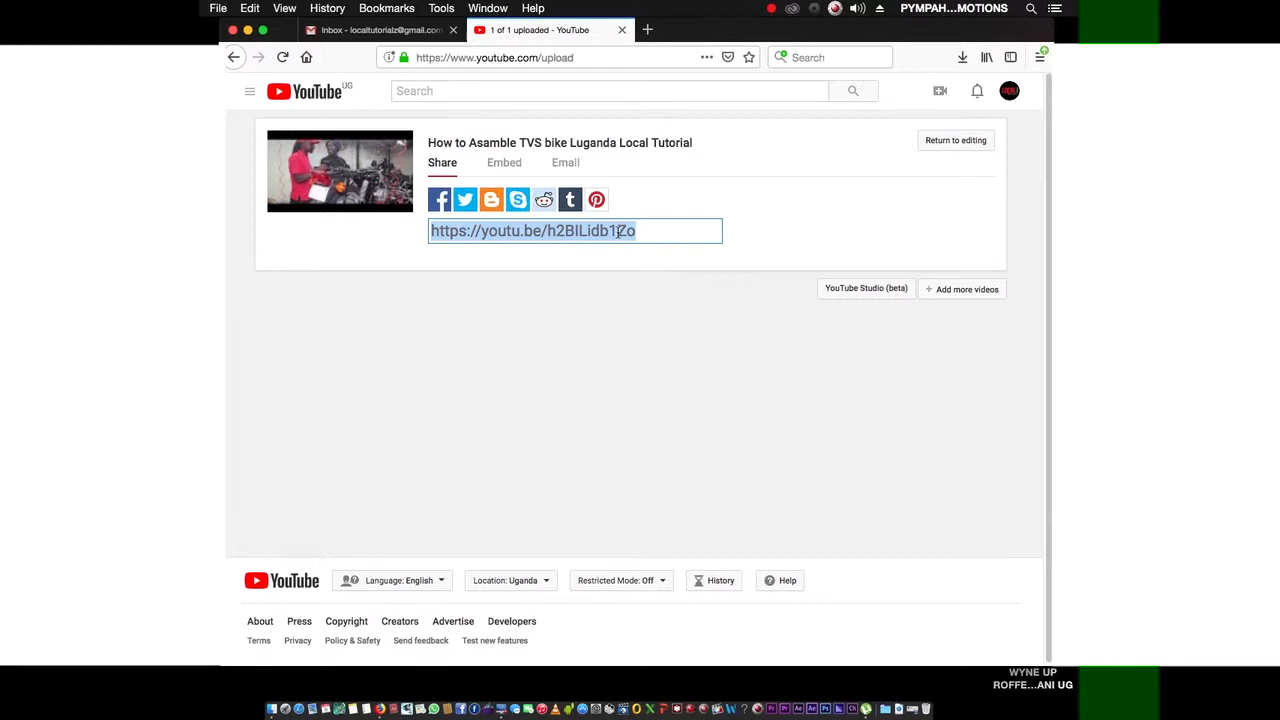 File Edit View History Bookmarks Tools Window Help PYMPAH...MOTIONS
Inbox - localtutorialz@gmail.com 1 of 1 uploaded - YouTube
https://www.youtube.com/upload Search
YouTube UG Search
How to Asamble TVS bike Luganda Local Tutorial Return to editing
Share Embed Email
https://youtu.be/h2BILidb1Zo
YouTube Studio (beta) + Add more videos
YouTube Language: English Location: Uganda Restricted Mode: Off History Help
About Press Copyright Creators Advertise Developers
Terms Privacy Policy & Safety Send feedback Test new features
WYNE UP
ROFFE...ANI UG